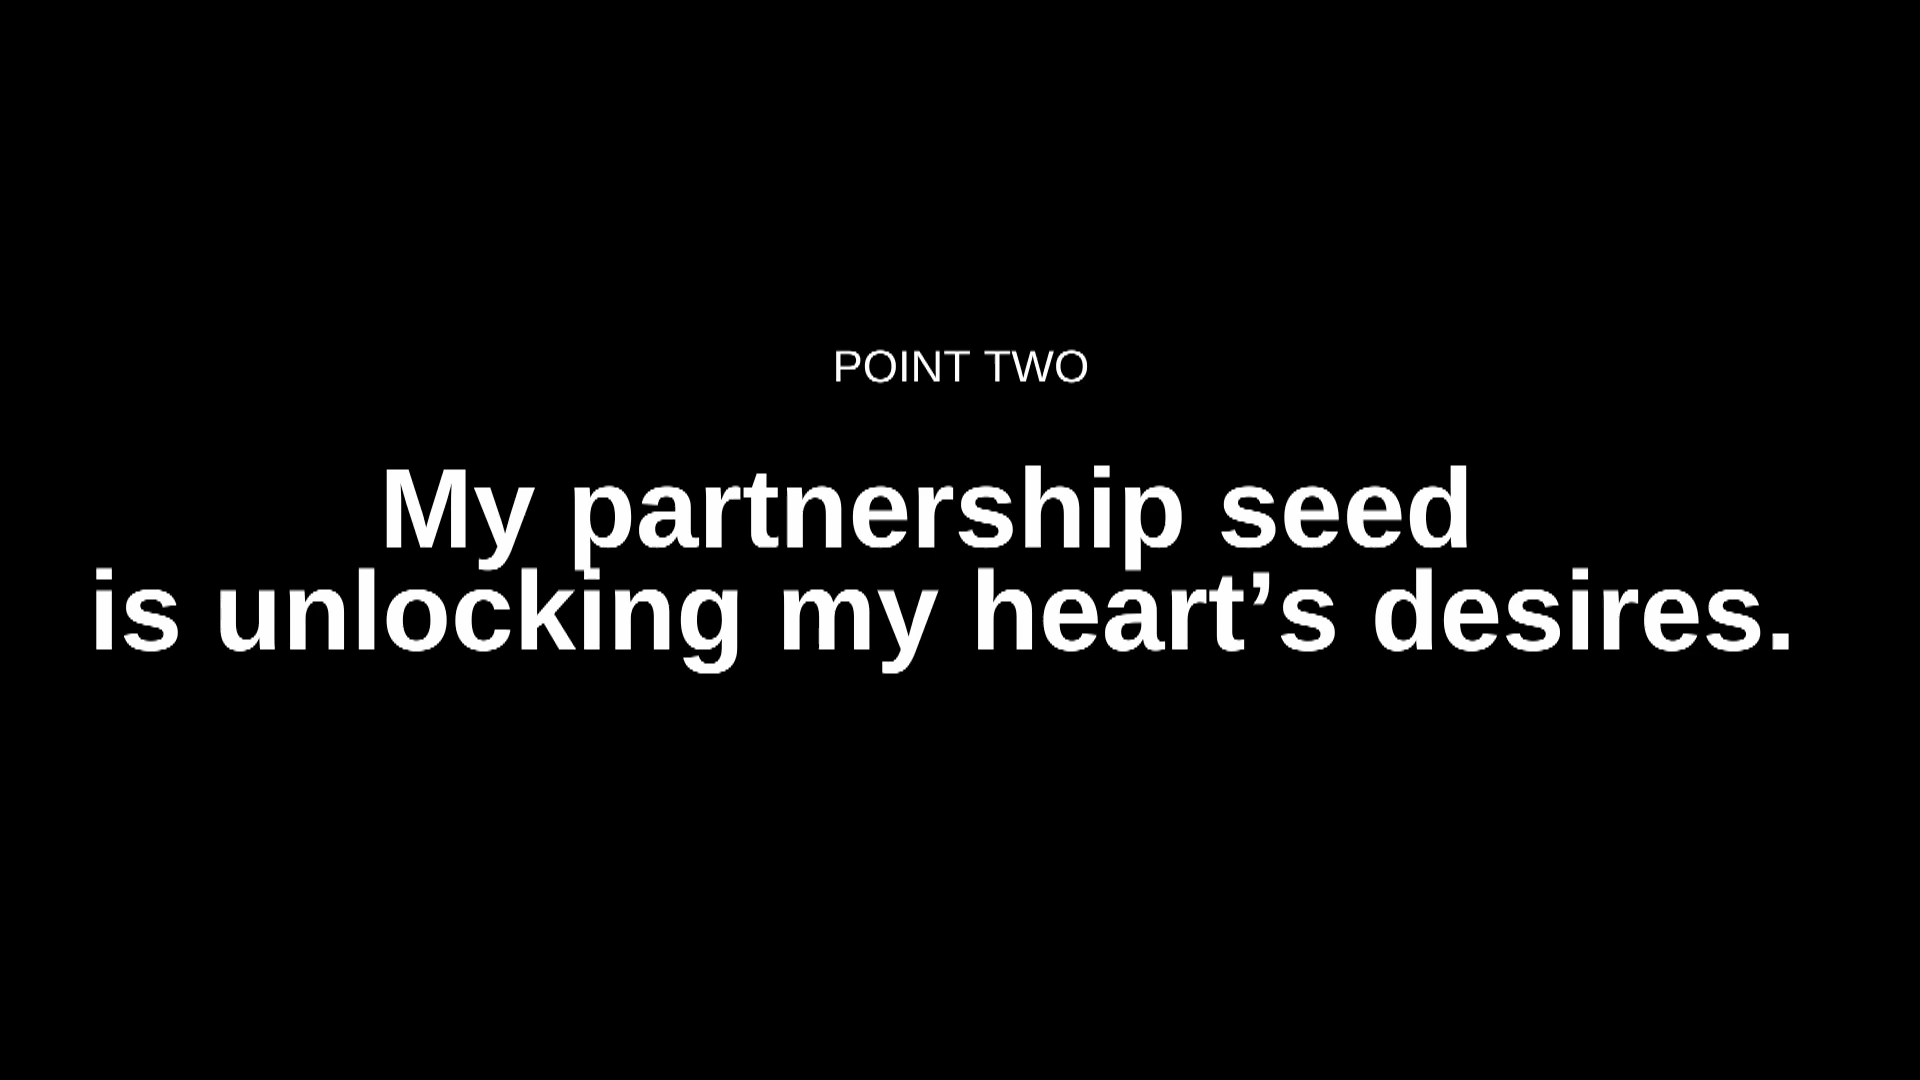 POINT TWO
My partnership seed
is unlocking my heart’s desires.